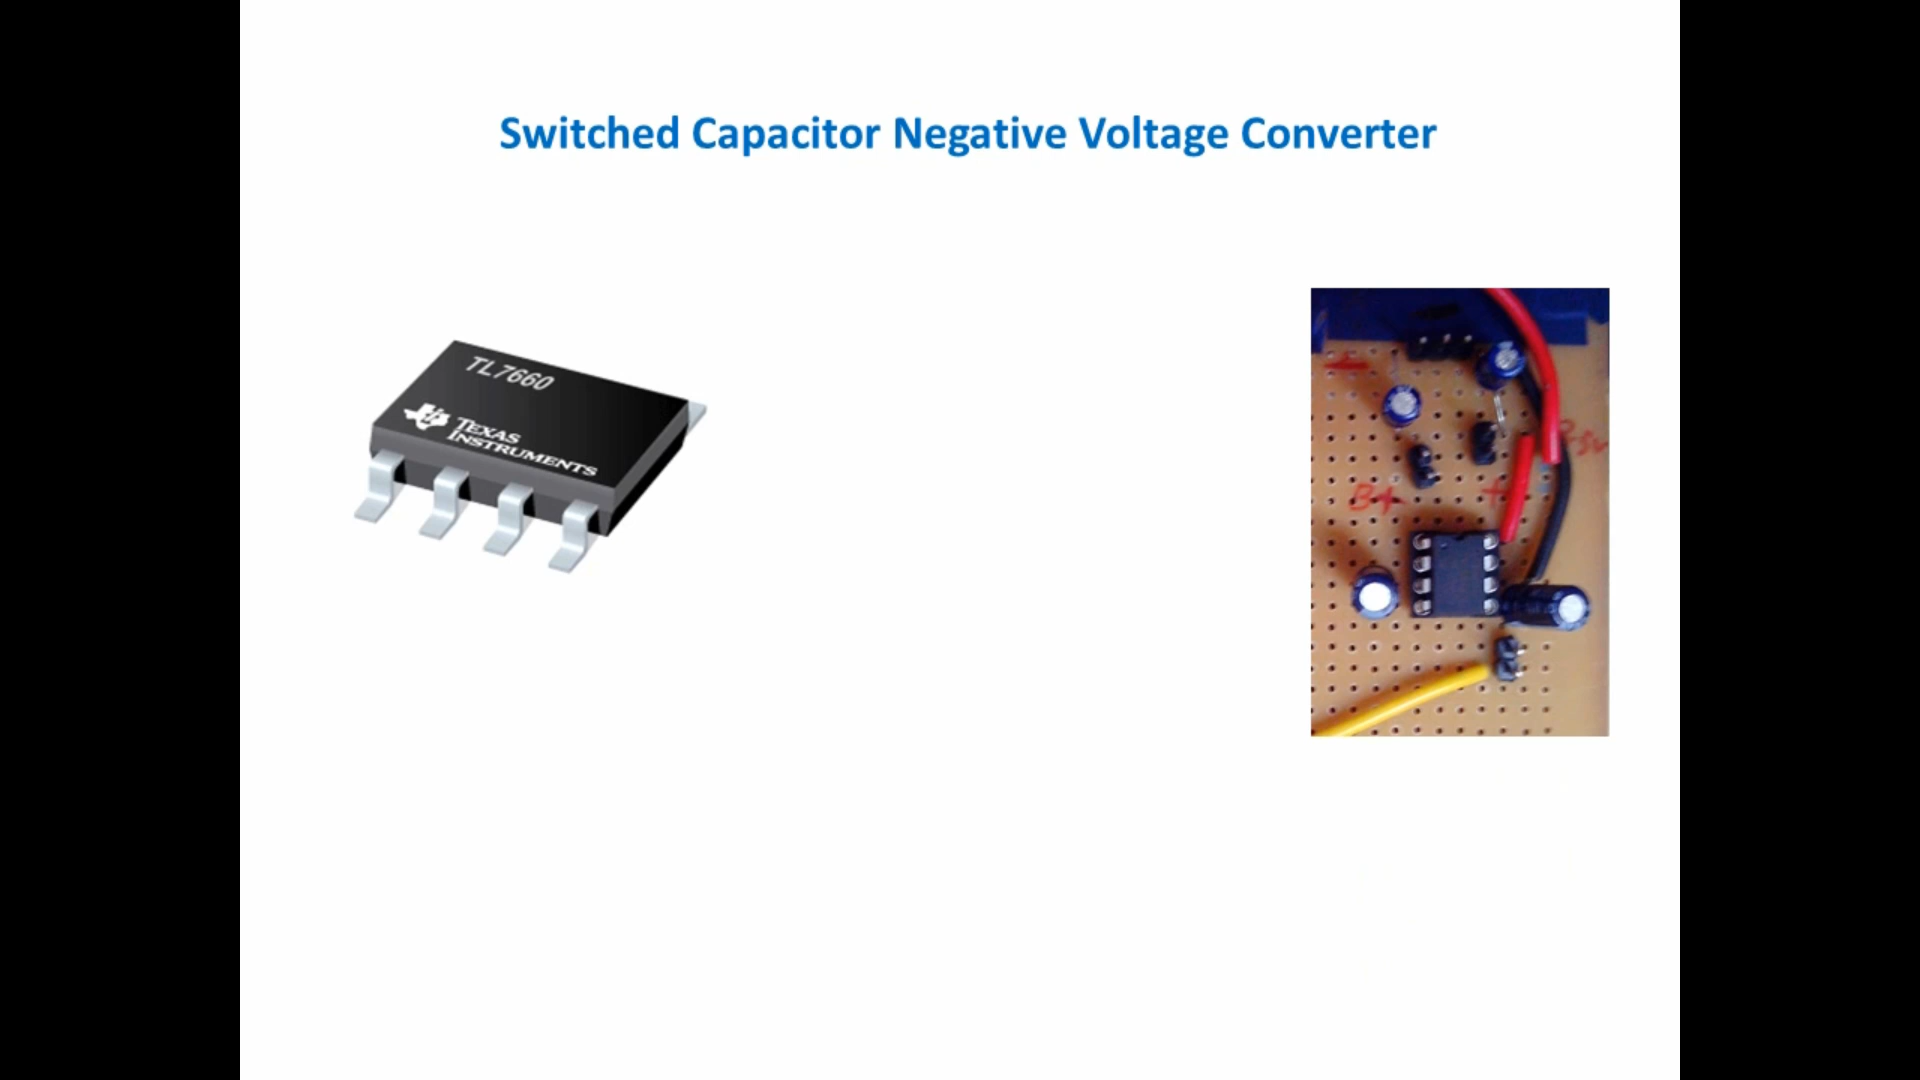 Switched Capacitor Negative Voltage Converter
TL7660
TEXAS
INSTRUMENTS
B+
+